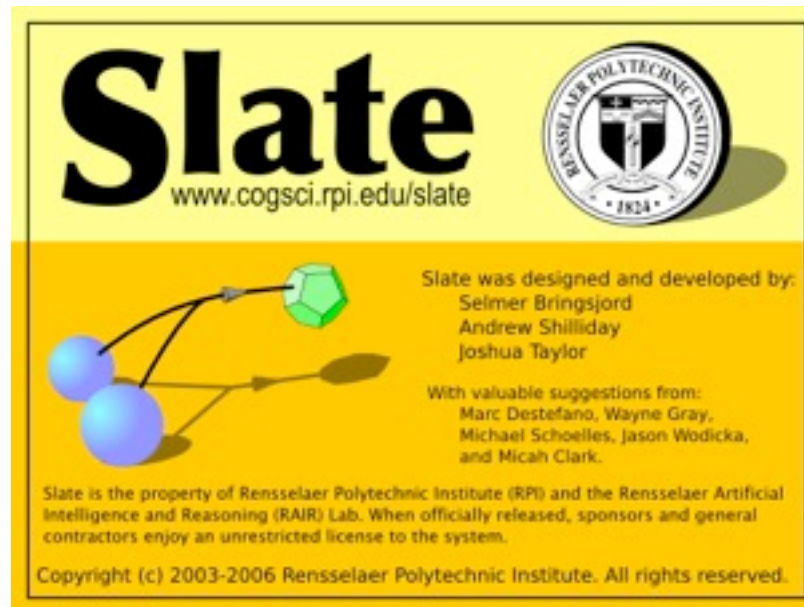 Slate
www.cogsci.rpi.edu/slate
RENSSELAER POLYTECHNIC INSTITUTE
• 1824 •
Slate was designed and developed by:
Selmer Bringsjord
Andrew Shilliday
Joshua Taylor
With valuable suggestions from:
Marc Destefano, Wayne Gray,
Michael Schoelles, Jason Wodicka,
and Micah Clark.
Slate is the property of Rensselaer Polytechnic Institute (RPI) and the Rensselaer Artificial
Intelligence and Reasoning (RAIR) Lab. When officially released, sponsors and general
contractors enjoy an unrestricted license to the system.
Copyright (c) 2003-2006 Rensselaer Polytechnic Institute. All rights reserved.